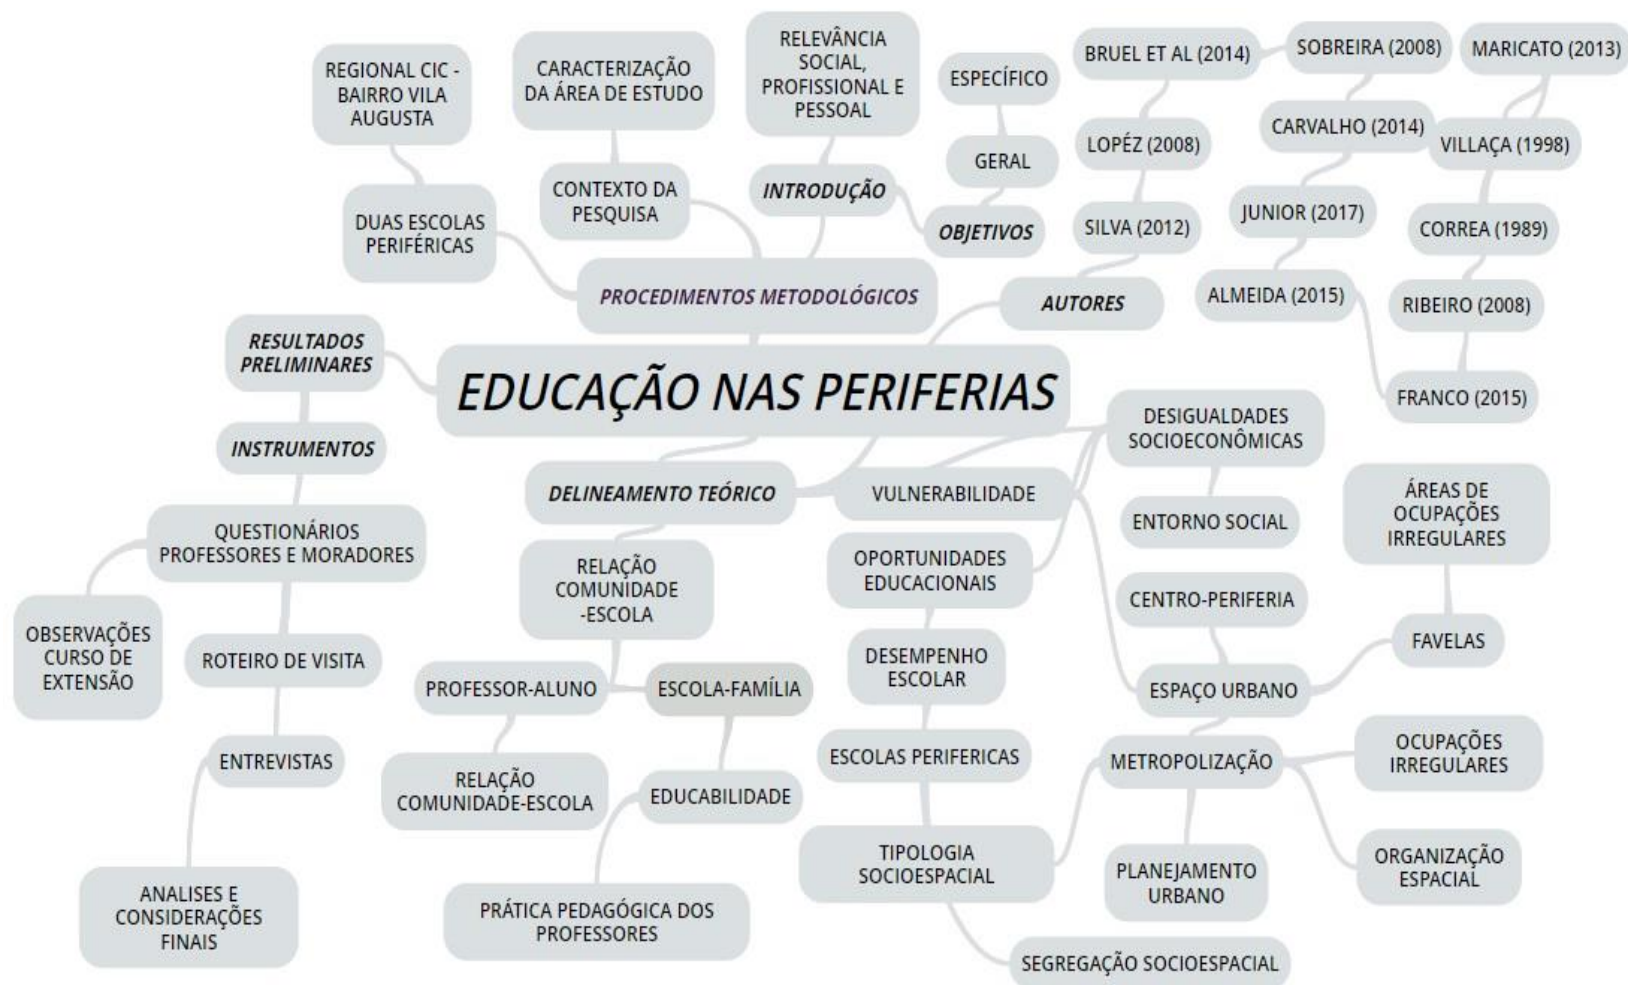 REGIONAL CIC -
BAIRRO VILA
AUGUSTA
CARACTERIZAÇÃO
DA ÁREA DE ESTUDO
RELEVÂNCIA
SOCIAL,
PROFISSIONAL E
PESSOAL
ESPECÍFICO
BRUEL ET AL (2014)
SOBREIRA (2008)
MARICATO (2013)
DUAS ESCOLAS
PERIFÉRICAS
CONTEXTO DA
PESQUISA
INTRODUÇÃO
GERAL
OBJETIVOS
LOPÉZ (2008)
CARVALHO (2014)
VILLAÇA (1998)
SILVA (2012)
JUNIOR (2017)
CORREA (1989)
PROCEDIMENTOS METODOLÓGICOS
AUTORES
ALMEIDA (2015)
RIBEIRO (2008)
FRANCO (2015)
RESULTADOS
PRELIMINARES
EDUCAÇÃO NAS PERIFERIAS
INSTRUMENTOS
QUESTIONÁRIOS
PROFESSORES E MORADORES
OBSERVAÇÕES
CURSO DE
EXTENSÃO
ROTEIRO DE VISITA
ENTREVISTAS
ANALISES E
CONSIDERAÇÕES
FINAIS
DELINEAMENTO TEÓRICO
RELAÇÃO
COMUNIDADE
-ESCOLA
PROFESSOR-ALUNO
ESCOLA-FAMÍLIA
RELAÇÃO
COMUNIDADE-ESCOLA
EDUCABILIDADE
PRÁTICA PEDAGÓGICA DOS
PROFESSORES
VULNERABILIDADE
DESIGUALDADES
SOCIOECONÔMICAS
ENTORNO SOCIAL
OPORTUNIDADES
EDUCACIONAIS
DESEMPENHO
ESCOLAR
ESCOLAS PERIFERICAS
TIPOLOGIA
SOCIOESPACIAL
SEGREGAÇÃO SOCIOESPACIAL
CENTRO-PERIFERIA
ESPAÇO URBANO
ÁREAS DE
OCUPAÇÕES
IRREGULARES
FAVELAS
METROPOLIZAÇÃO
OCUPAÇÕES
IRREGULARES
PLANEJAMENTO
URBANO
ORGANIZAÇÃO
ESPACIAL